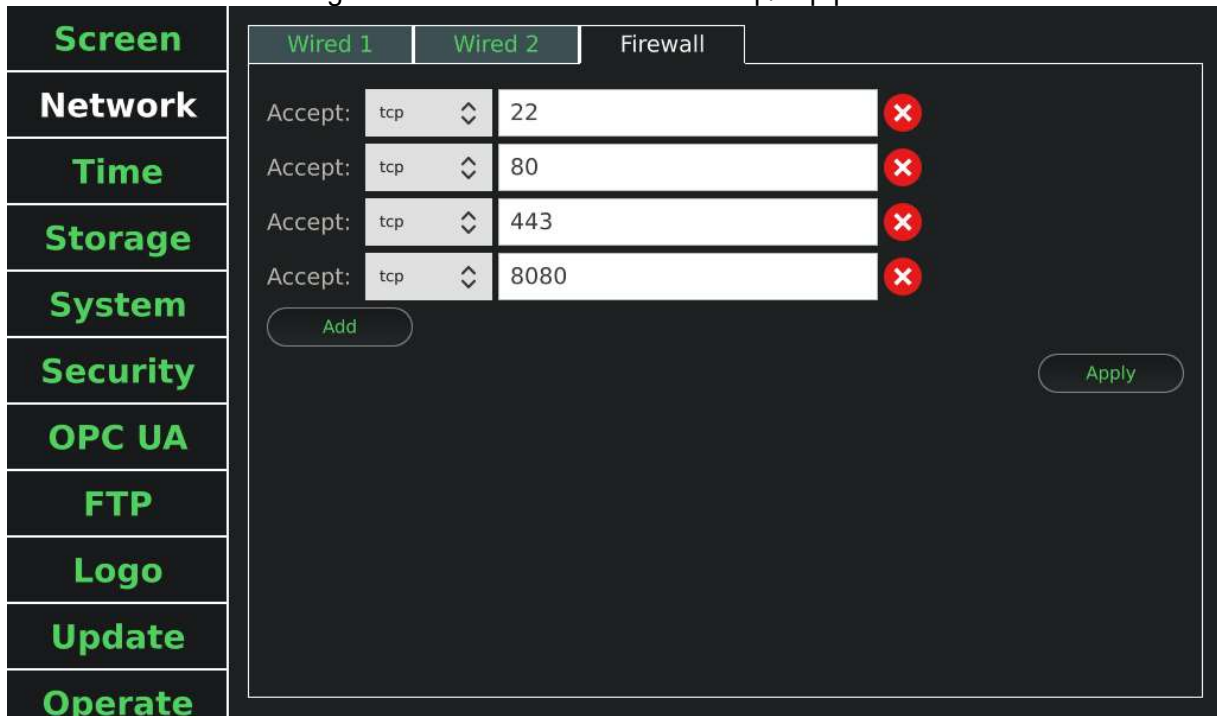 Screen
Network
Time
Storage
System
Security
OPC UA
FTP
Logo
Update
Operate
Wired 1 Wired 2 Firewall
Accept: tcp 22
Accept: tcp 80
Accept: tcp 443
Accept: tcp 8080
Add
Apply